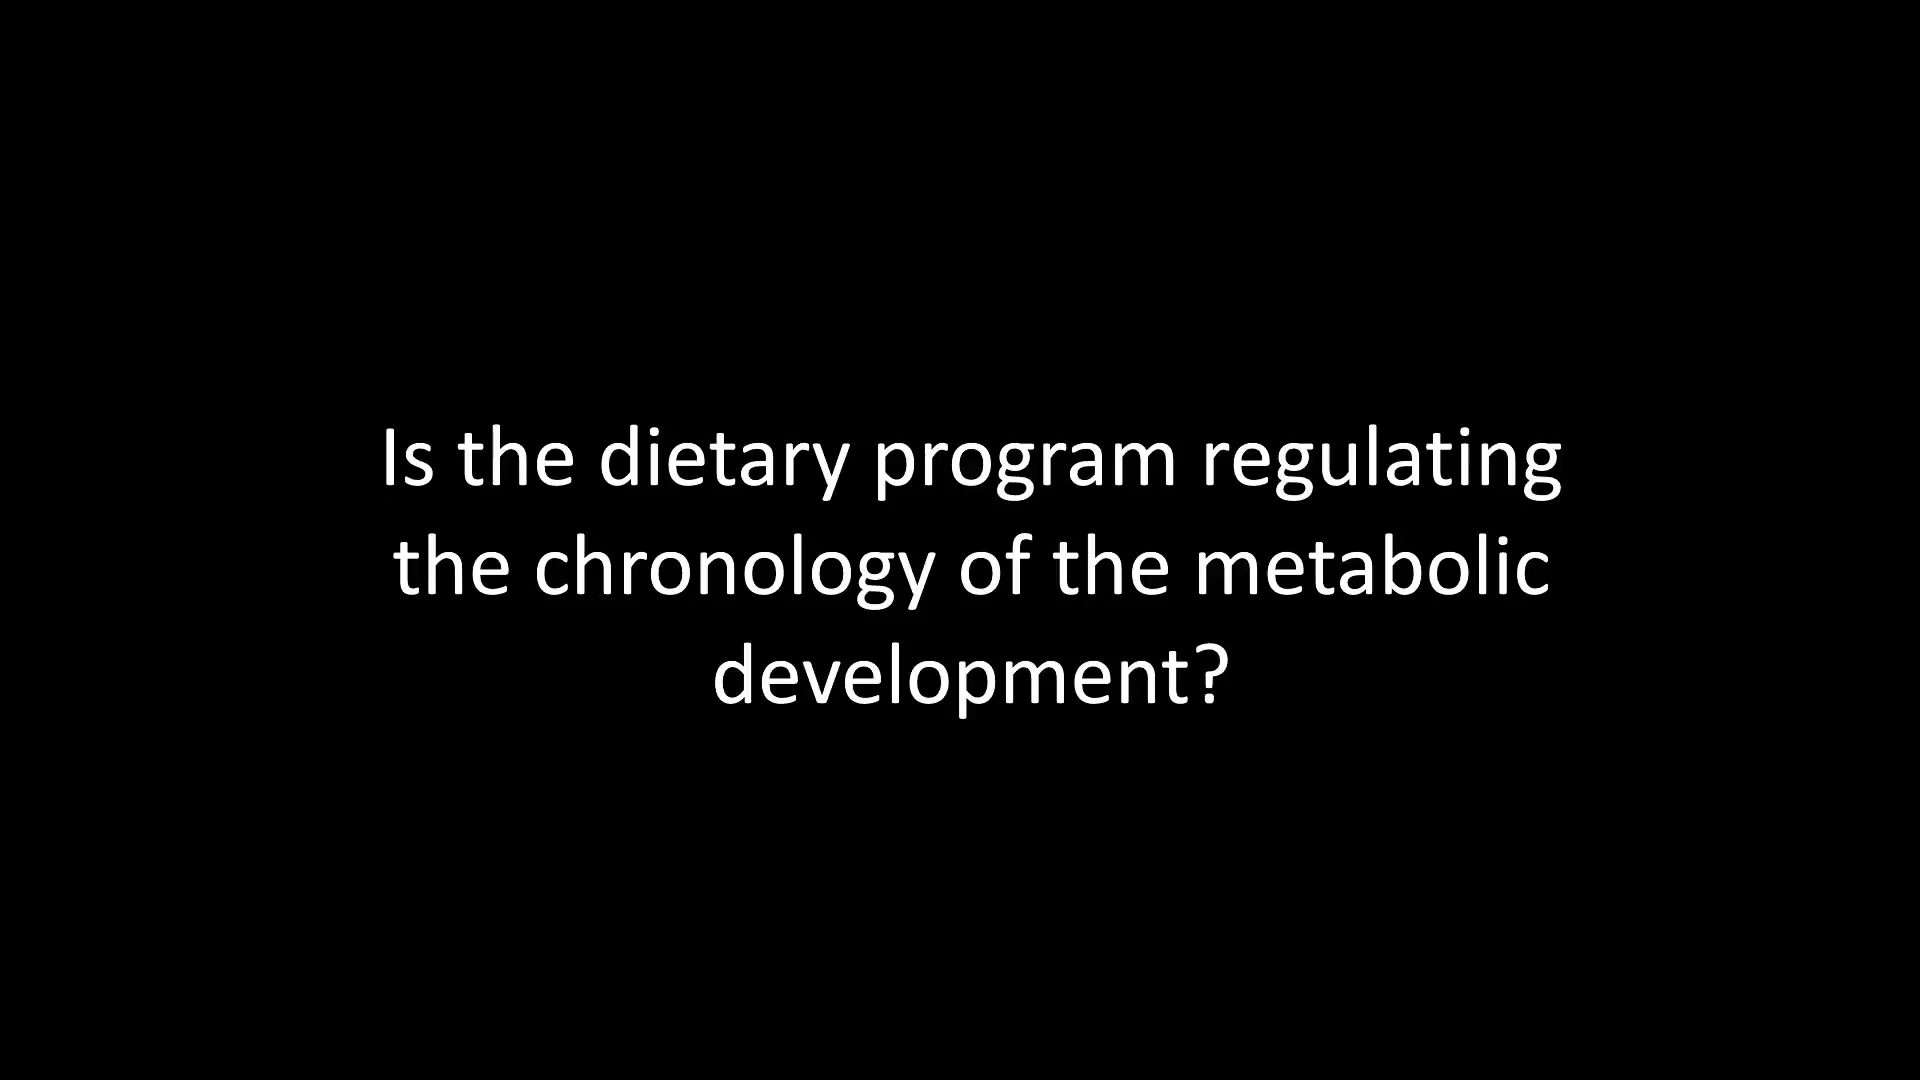 Is the dietary program regulating
the chronology of the metabolic
development?